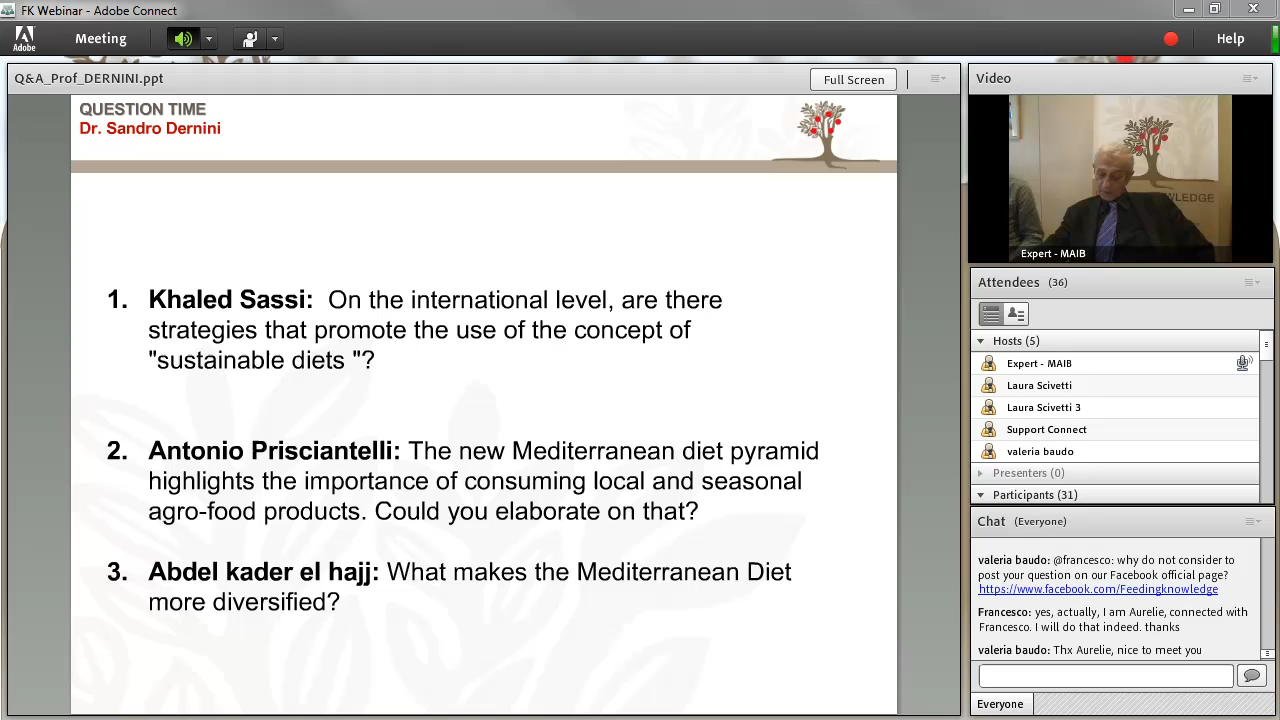 FK Webinar - Adobe Connect
Adobe
Meeting
Help
Q&A_Prof_DERNINI.ppt
Full Screen
QUESTION TIME
Dr. Sandro Dernini
1. Khaled Sassi: On the international level, are there
strategies that promote the use of the concept of
"sustainable diets "?
2. Antonio Prisciantelli: The new Mediterranean diet pyramid
highlights the importance of consuming local and seasonal
agro-food products. Could you elaborate on that?
3. Abdel kader el hajj: What makes the Mediterranean Diet
more diversified?
Video
WLEDGE
Expert - MAIB
Attendees (36)
Hosts (5)
Expert - MAIB
Laura Scivetti
Laura Scivetti 3
Support Connect
valeria baudo
Presenters (0)
Participants (31)
Chat (Everyone)
valeria baudo: @francesco: why do not consider to
post your question on our Facebook official page?
https://www.facebook.com/Feedingknowledge
Francesco: yes, actually, I am Aurelie, connected with
Francesco. I will do that indeed. thanks
valeria baudo: Thx Aurelie, nice to meet you
Everyone